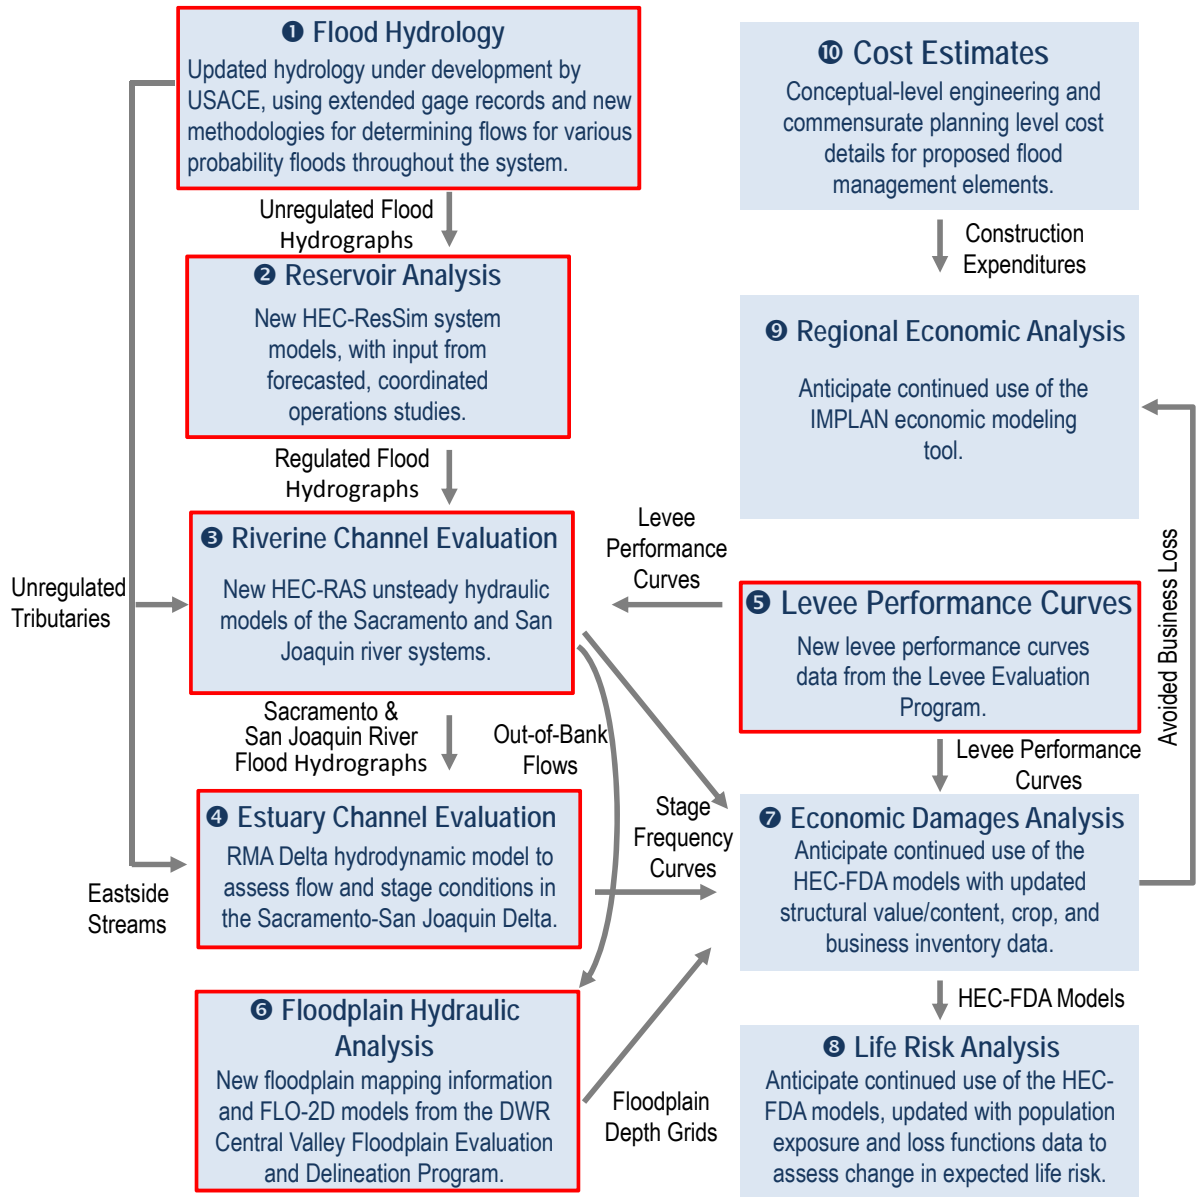 ❶ Flood Hydrology
Updated hydrology under development by
USACE, using extended gage records and new
methodologies for determining flows for various
probability floods throughout the system.
Unregulated Flood
Hydrographs
❷ Reservoir Analysis
New HEC-ResSim system
models, with input from
forecasted, coordinated
operations studies.
Regulated Flood
Hydrographs
❸ Riverine Channel Evaluation
New HEC-RAS unsteady hydraulic
models of the Sacramento and San
Joaquin river systems.
Unregulated
Tributaries
Sacramento &
San Joaquin River
Flood Hydrographs
Out-of-Bank
Flows
❹ Estuary Channel Evaluation
RMA Delta hydrodynamic model to
assess flow and stage conditions in
the Sacramento-San Joaquin Delta.
Eastside
Streams
Stage
Frequency
Curves
❻ Floodplain Hydraulic
Analysis
New floodplain mapping information
and FLO-2D models from the DWR
Central Valley Floodplain Evaluation
and Delineation Program.
Floodplain
Depth Grids
❿ Cost Estimates
Conceptual-level engineering and
commensurate planning level cost
details for proposed flood
management elements.
Construction
Expenditures
❾ Regional Economic Analysis
Anticipate continued use of the
IMPLAN economic modeling
tool.
Levee
Performance
Curves
❺ Levee Performance Curves
New levee performance curves
data from the Levee Evaluation
Program.
Levee Performance
Curves
Avoided Business Loss
❼ Economic Damages Analysis
Anticipate continued use of the
HEC-FDA models with updated
structural value/content, crop, and
business inventory data.
HEC-FDA Models
❽ Life Risk Analysis
Anticipate continued use of the HEC-
FDA models, updated with population
exposure and loss functions data to
assess change in expected life risk.